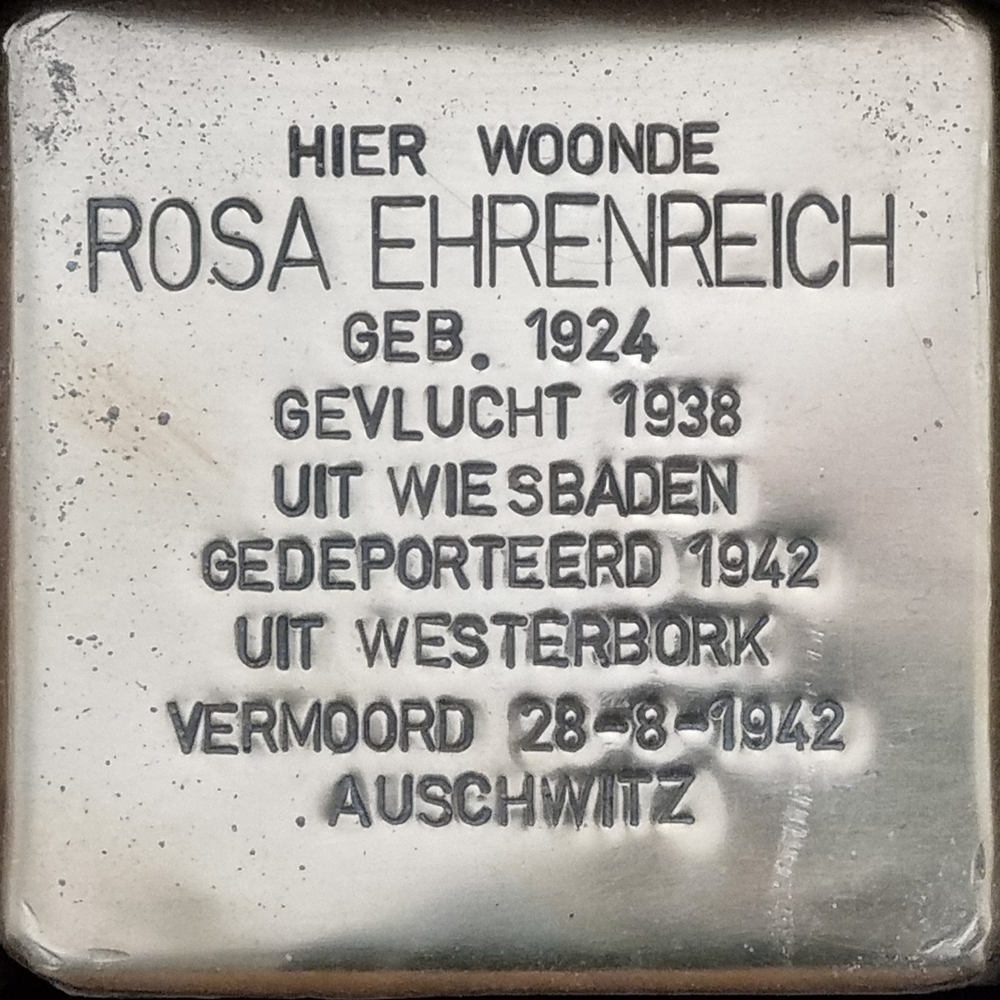 HIER WOONDE
ROSA EHRENREICH
GEB. 1924
GEVLUCHT 1938
UIT WIESBADEN
GEDEPORTEERD 1942
UIT WESTERBORK
VERMOORD 28-8-1942
AUSCHWITZ